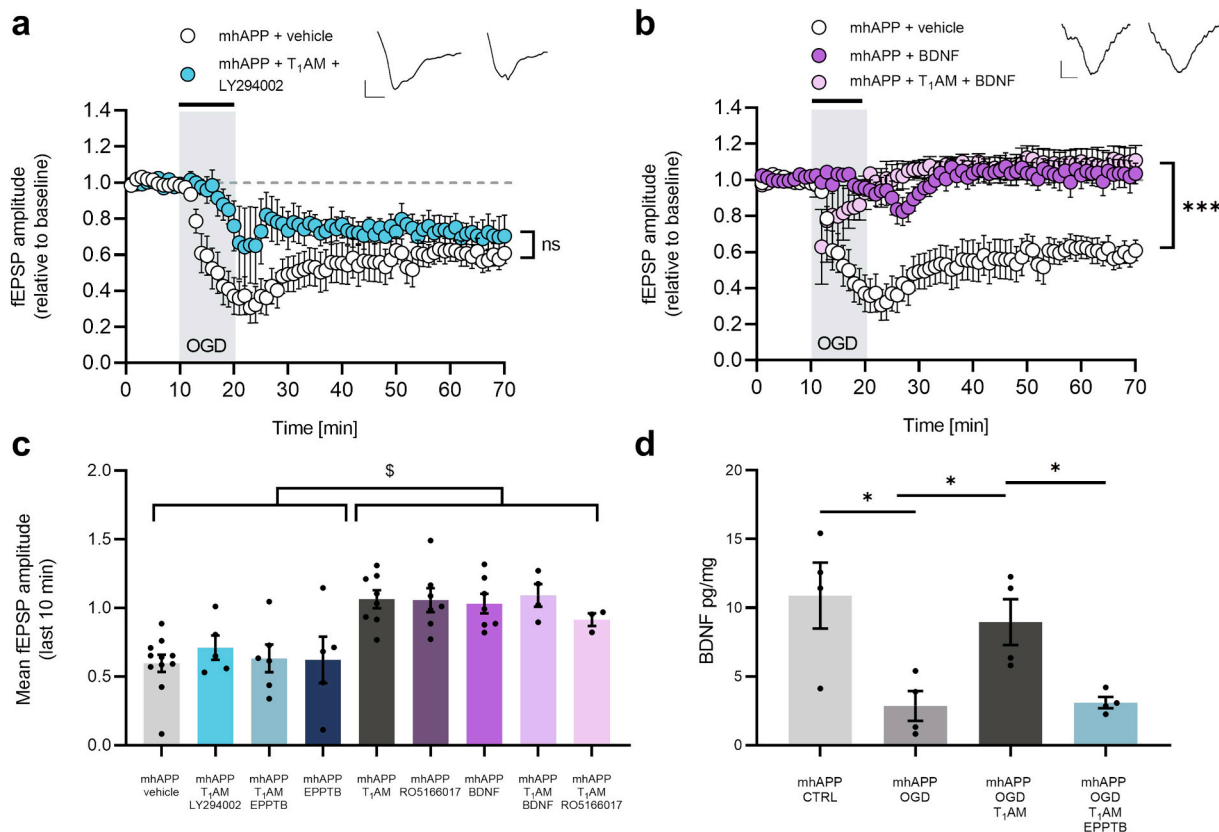 a
mhAPP + vehicle
mhAPP + T₁AM +
LY294002
fEPSP amplitude
(relative to baseline)
1.4
1.2
1.0
0.8
0.6
0.4
0.2
0.0
ns
OGD
0 10 20 30 40 50 60 70
Time [min]
b
mhAPP + vehicle
mhAPP + BDNF
mhAPP + T₁AM + BDNF
fEPSP amplitude
(relative to baseline)
1.4
1.2
1.0
0.8
0.6
0.4
0.2
0.0
***
OGD
0 10 20 30 40 50 60 70
Time [min]
c
Mean fEPSP amplitude
(last 10 min)
2.0
1.5
1.0
0.5
0.0
$
mhAPP
vehicle
mhAPP
T₁AM
LY294002
mhAPP
T₁AM
EPPTB
mhAPP
EPPTB
mhAPP
T₁AM
mhAPP
RO5166017
mhAPP
BDNF
mhAPP
T₁AM
BDNF
mhAPP
T₁AM
RO5166017
d
BDNF pg/mg
20
15
10
5
0
*
*
*
mhAPP
CTRL
mhAPP
OGD
mhAPP
OGD
T₁AM
mhAPP
OGD
T₁AM
EPPTB